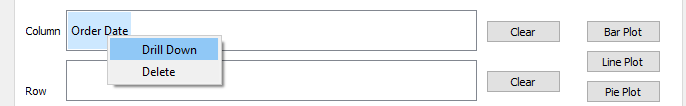 Column Order Date Clear Bar Plot
Drill Down
Line Plot
Delete
Row Clear Pie Plot